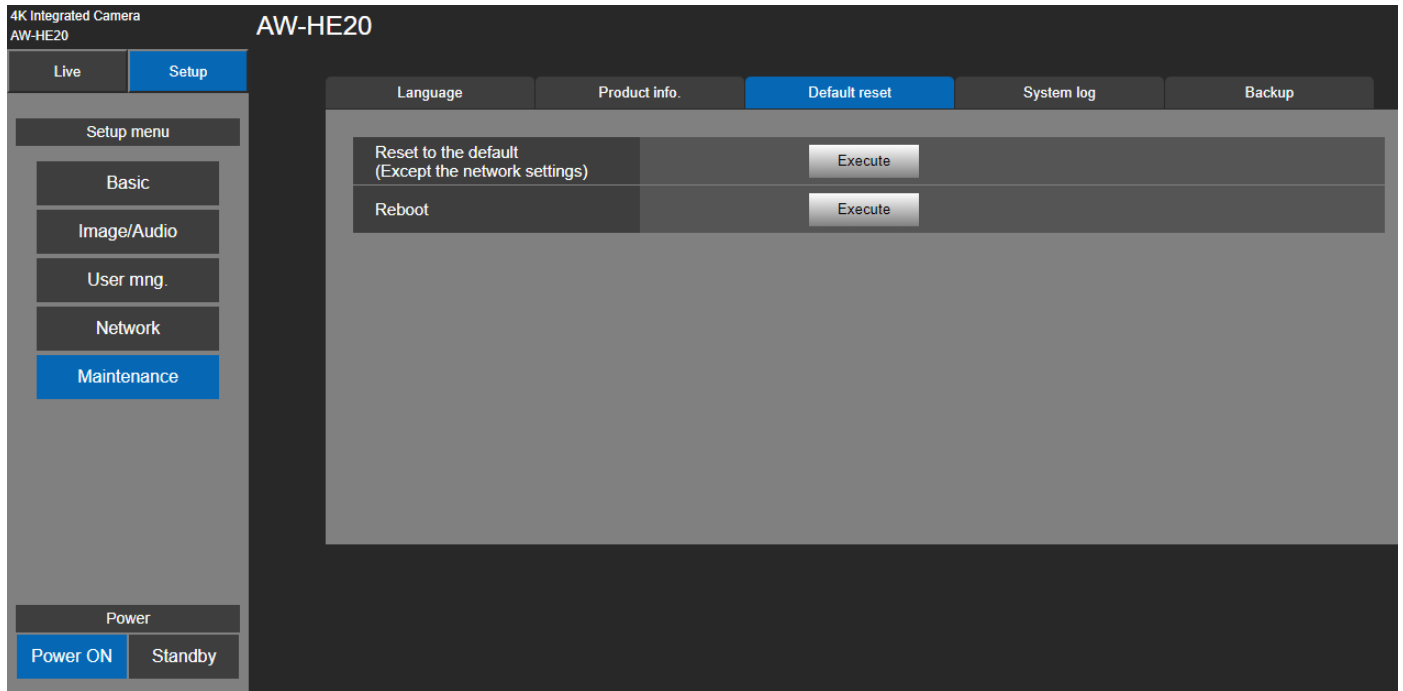 4K Integrated Camera
AW-HE20
AW-HE20
Live
Setup
Setup menu
Basic
Image/Audio
User mng.
Network
Maintenance
Power
Power ON
Standby
Language
Product info.
Default reset
System log
Backup
Reset to the default
(Except the network settings)
Execute
Reboot
Execute